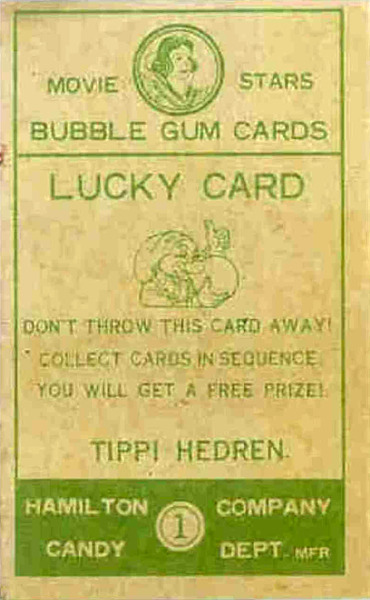 MOVIE STARS
BUBBLE GUM CARDS
LUCKY CARD
DON'T THROW THIS CARD AWAY!
COLLECT CARDS IN SEQUENCE.
YOU WILL GET A FREE PRIZE!
TIPPI HEDREN.
HAMILTON 1 COMPANY
CANDY DEPT. MFR